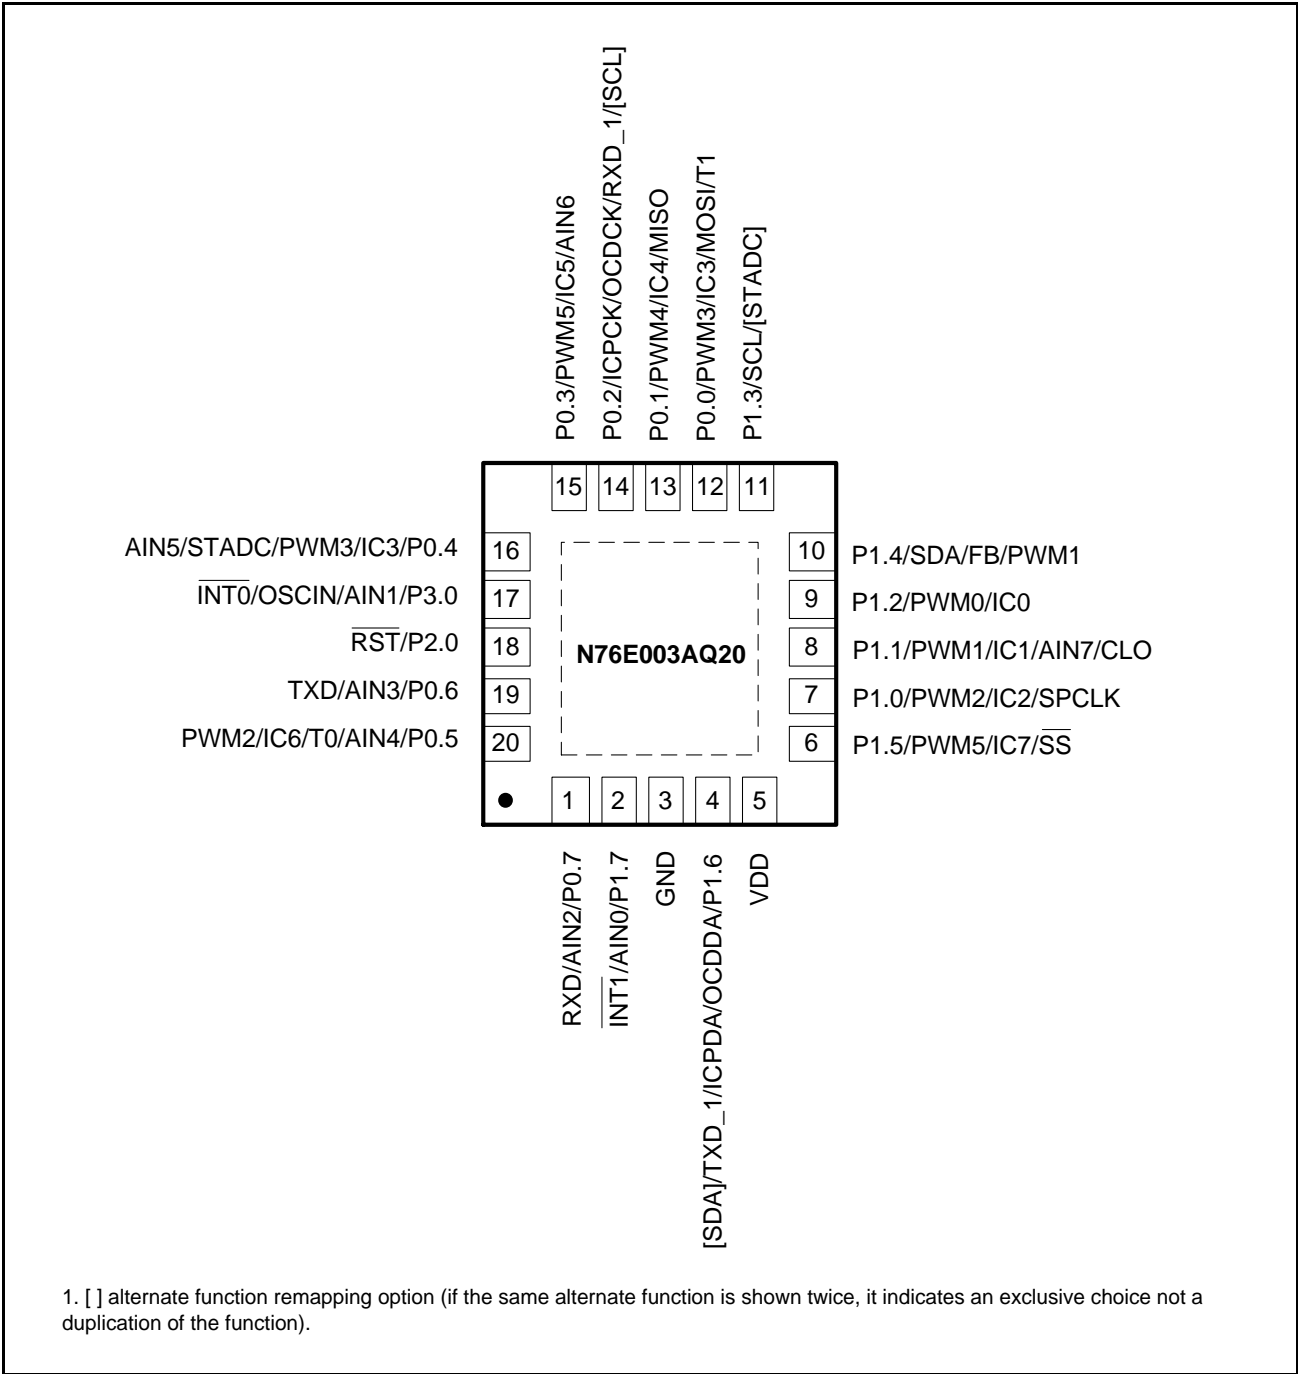 P0.3/PWM5/IC5/AIN6
P0.2/ICPCK/OCDCK/RXD_1/[SCL]
P0.1/PWM4/IC4/MISO
P0.0/PWM3/IC3/MOSI/T1
P1.3/SCL/[STADC]
15 14 13 12 11
AIN5/STADC/PWM3/IC3/P0.4 16
I̅N̅T̅0̅/OSCIN/AIN1/P3.0 17
R̅S̅T̅/P2.0 18
TXD/AIN3/P0.6 19
PWM2/IC6/T0/AIN4/P0.5 20
N76E003AQ20
10 P1.4/SDA/FB/PWM1
9 P1.2/PWM0/IC0
8 P1.1/PWM1/IC1/AIN7/CLO
7 P1.0/PWM2/IC2/SPCLK
6 P1.5/PWM5/IC7/S̅S̅
1 2 3 4 5
RXD/AIN2/P0.7
I̅N̅T̅1̅/AIN0/P1.7
GND
[SDA]/TXD_1/ICPDA/OCDDA/P1.6
VDD
1. [ ] alternate function remapping option (if the same alternate function is shown twice, it indicates an exclusive choice not a
duplication of the function).